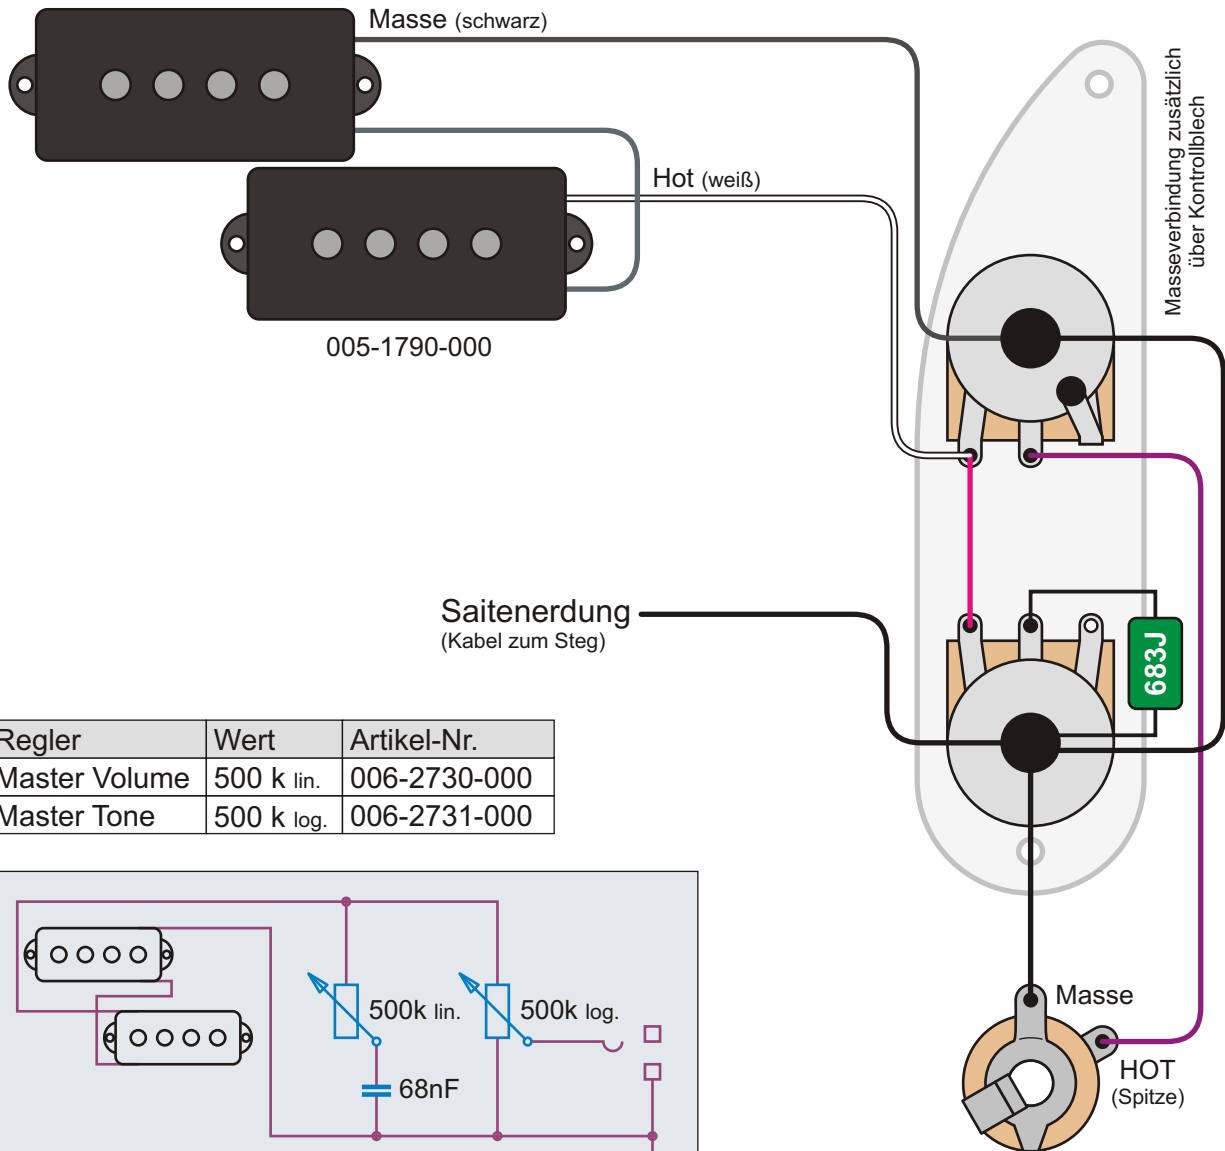 Masse (schwarz)
Hot (weiß)
005-1790-000
Masseverbindung zusätzlich
über Kontrollblech
Saitenerdung
(Kabel zum Steg)
683J
Regler Wert Artikel-Nr.
Master Volume 500 k lin. 006-2730-000
Master Tone 500 k log. 006-2731-000
500k lin.
500k log.
68nF
Masse
HOT
(Spitze)